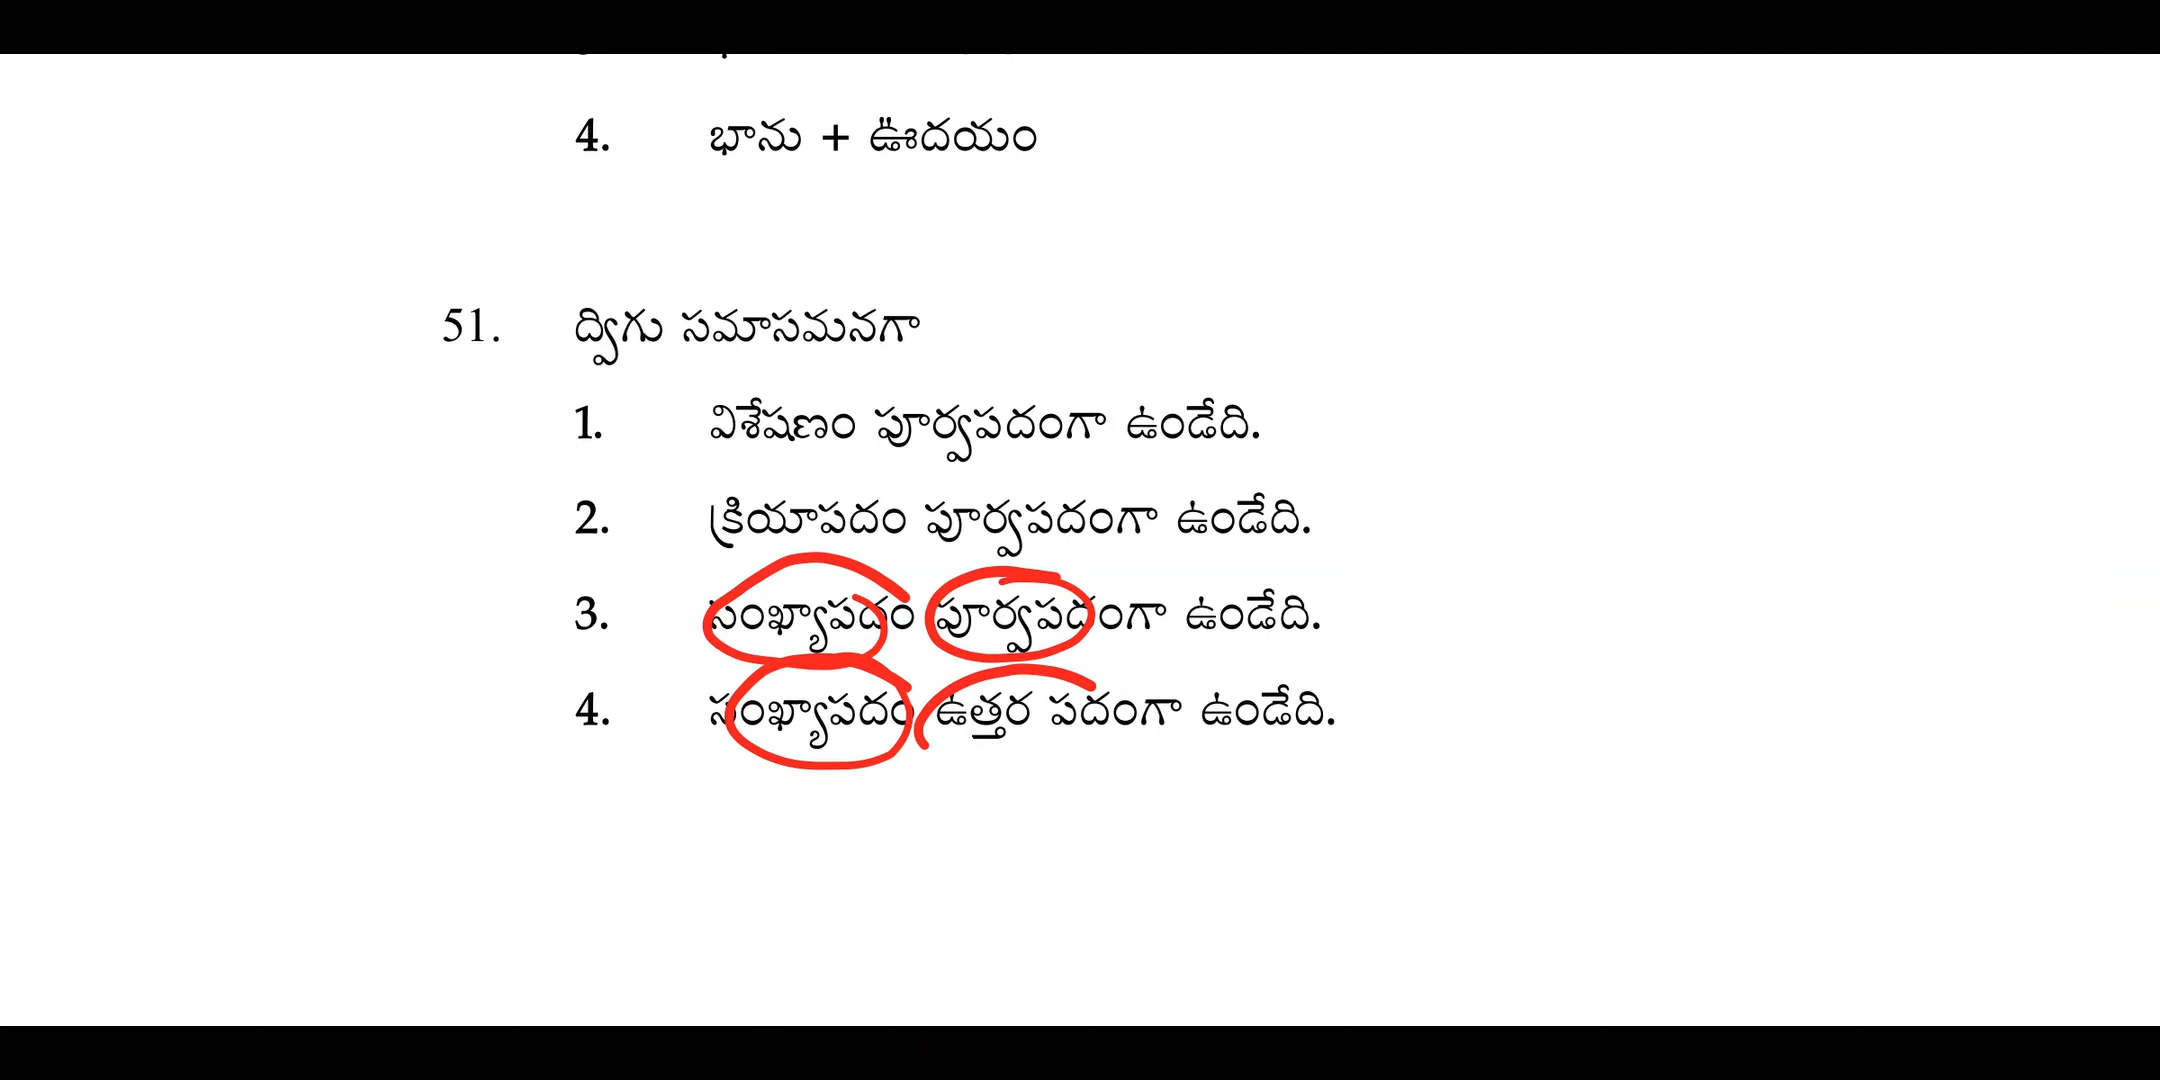 4. భాను + ఊదయం
51. ద్విగు సమాసమనగా
1. విశేషణం పూర్వపదంగా ఉండేది.
2. క్రియాపదం పూర్వపదంగా ఉండేది.
3. సంఖ్యాపదం పూర్వపదంగా ఉండేది.
4. సంఖ్యాపదం ఉత్తర పదంగా ఉండేది.